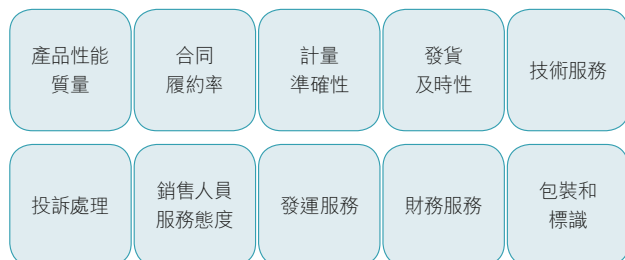 產品性能
質量
合同
履約率
計量
準確性
發貨
及時性
技術服務
投訴處理
銷售人員
服務態度
發運服務
財務服務
包裝和
標識